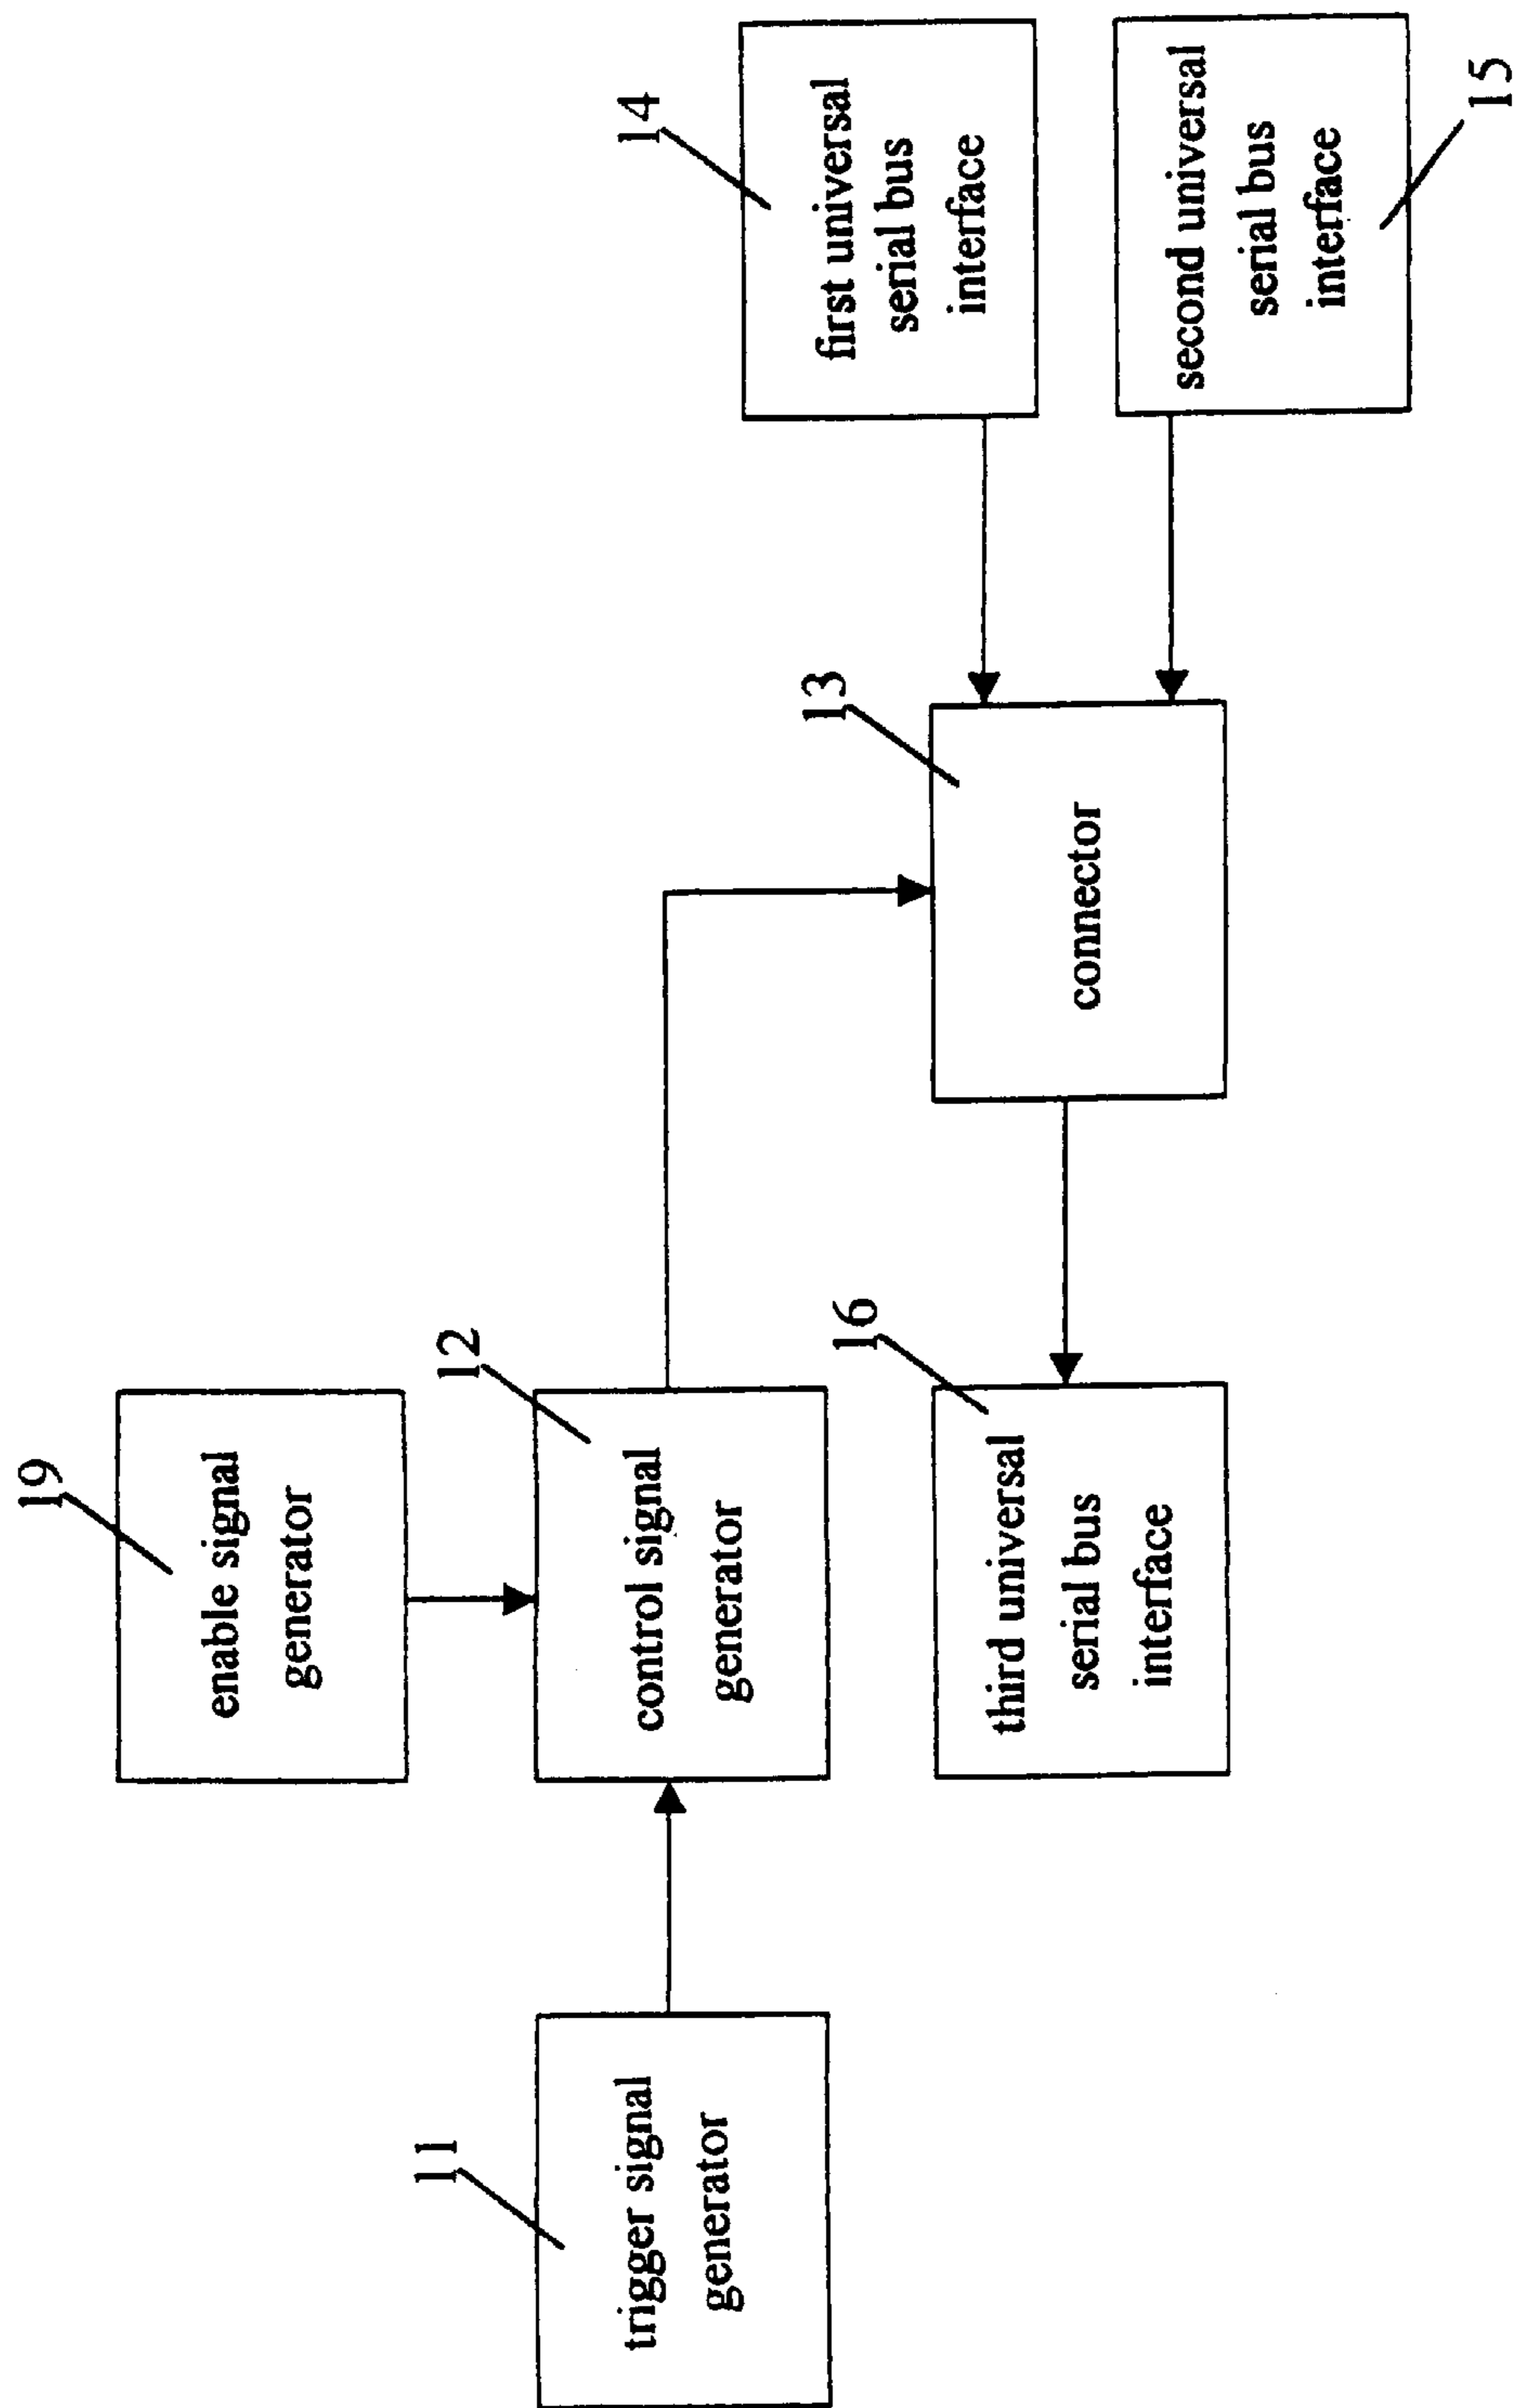 19
enable signal
generator
11
trigger signal
generator
12
control signal
generator
16
third universal
serial bus
interface
13
connector
14
first universal
serial bus
interface
second universal
serial bus
interface
15